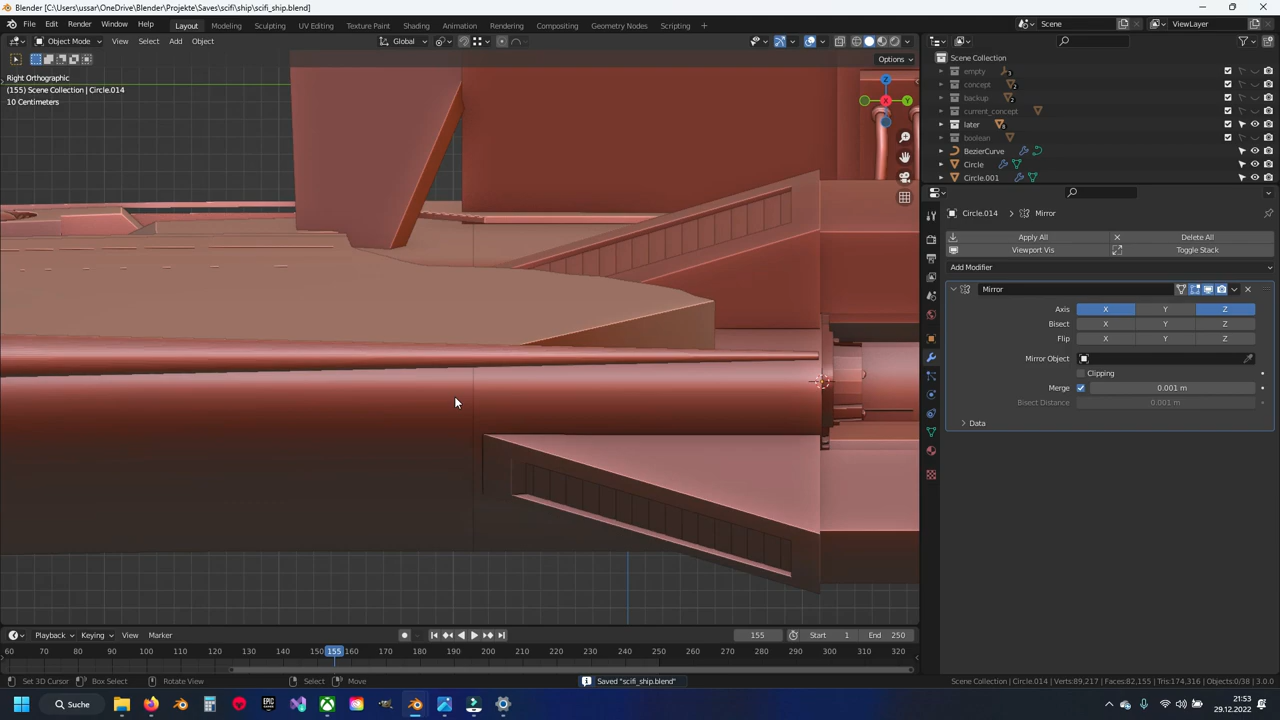 Blender [C:\Users\ussar\OneDrive\Blender\Projekte\Saves\scifi\ship\scifi_ship.blend]
File Edit Render Window Help Layout Modeling Sculpting UV Editing Texture Paint Shading Animation Rendering Compositing Geometry Nodes Scripting + Scene ViewLayer
Object Mode View Select Add Object Global
Options
Right Orthographic
(155) Scene Collection | Circle.014
10 Centimeters
Z
X
Y
Scene Collection
empty 3
concept 2
backup 2
current_concept
later
boolean
BezierCurve
Circle
Circle.001
Circle.014 > Mirror
Apply All Delete All
Viewport Vis Toggle Stack
Add Modifier
Mirror
Axis X Y Z
Bisect X Y Z
Flip X Y Z
Mirror Object
Clipping
Merge 0.001 m
Bisect Distance 0.001 m
Data
Playback Keying View Marker 155 Start 1 End 250
60 70 80 90 100 110 120 130 140 150 155 160 170 180 190 200 210 220 230 240 250 260 270 280 290 300 310 320
Set 3D Cursor Box Select Rotate View Select Move Saved "scifi_ship.blend" Scene Collection | Circle.014 | Verts:89,217 | Faces:82,155 | Tris:174,316 | Objects:0/38 | 3.0.0
Suche EPIC GAMES 21:53
29.12.2022